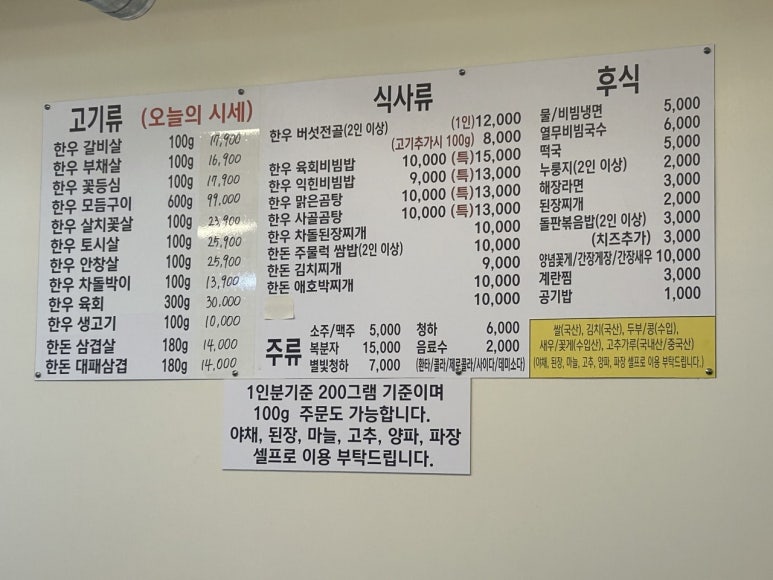 고기류 (오늘의 시세)
한우 갈비살 100g 17,900
한우 부채살 100g 16,900
한우 꽃등심 100g 17,900
한우 모듬구이 600g 99,000
한우 살치꽃살 100g 23,900
한우 토시살 100g 25,900
한우 안창살 100g 25,900
한우 차돌박이 100g 13,900
한우 육회 300g 30.000
한우 생고기 100g 10,000
한돈 삼겹살 180g 14,000
한돈 대패삼겹 180g 14,000
식사류
한우 버섯전골(2인 이상) (1인)12,000
(고기추가시 100g) 8,000
한우 육회비빔밥 10,000 (특)15,000
한우 익힌비빔밥 9,000 (특)13,000
한우 맑은곰탕 10,000 (특)13,000
한우 사골곰탕 10,000 (특)13,000
한우 차돌된장찌개 10,000
한돈 주물럭 쌈밥(2인 이상) 10,000
한돈 김치찌개 9,000
한돈 애호박찌개 10,000
10,000
주류
소주/맥주 5,000 청하 6,000
복분자 15,000 음료수 2,000
별빛청하 7,000 (환타/콜라/제로콜라/사이다/데미소다)
후식
물/비빔냉면 5,000
열무비빔국수 6,000
떡국 5,000
누룽지(2인 이상) 2,000
해장라면 3,000
된장찌개 2,000
돌판볶음밥(2인 이상) 3,000
(치즈추가) 3,000
양념꽃게/간장게장/간장새우 10,000
계란찜 3,000
공기밥 1,000
쌀(국산), 김치(국산), 두부/콩(수입),
새우/꽃게(수입산), 고추가루(국내산/중국산)
(야채, 된장, 마늘, 고추, 양파, 파장 셀프로 이용 부탁드립니다.)
1인분기준 200그램 기준이며
100g 주문도 가능합니다.
야채, 된장, 마늘, 고추, 양파, 파장
셀프로 이용 부탁드립니다.